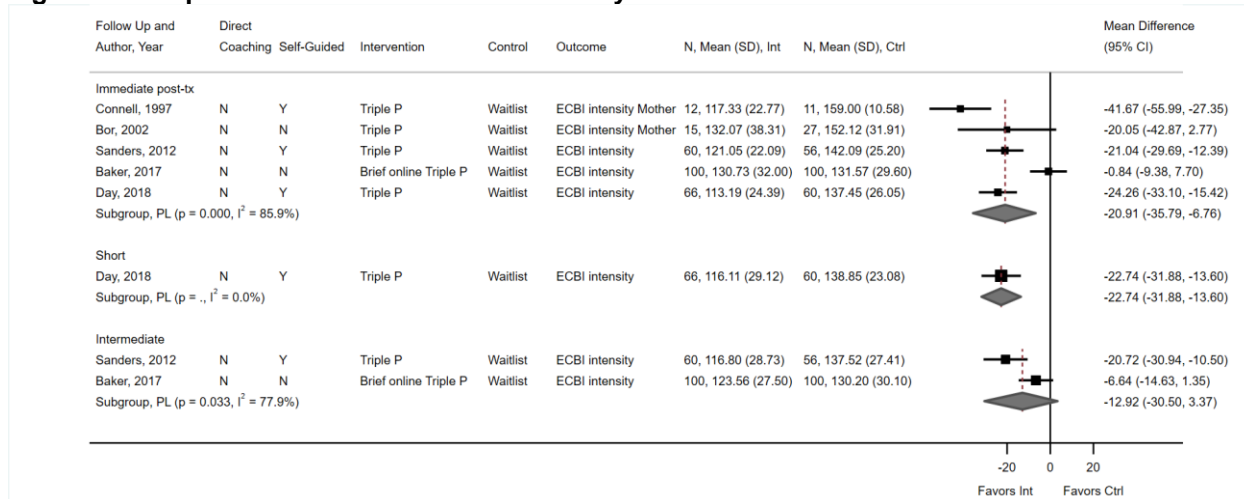 Follow Up and Direct Mean Difference
Author, Year Coaching Self-Guided Intervention Control Outcome N, Mean (SD), Int N, Mean (SD), Ctrl (95% CI)
Immediate post-tx
Connell, 1997 N Y Triple P Waitlist ECBI intensity Mother 12, 117.33 (22.77) 11, 159.00 (10.58) -41.67 (-55.99, -27.35)
Bor, 2002 N N Triple P Waitlist ECBI intensity Mother 15, 132.07 (38.31) 27, 152.12 (31.91) -20.05 (-42.87, 2.77)
Sanders, 2012 N Y Triple P Waitlist ECBI intensity 60, 121.05 (22.09) 56, 142.09 (25.20) -21.04 (-29.69, -12.39)
Baker, 2017 N N Brief online Triple P Waitlist ECBI intensity 100, 130.73 (32.00) 100, 131.57 (29.60) -0.84 (-9.38, 7.70)
Day, 2018 N Y Triple P Waitlist ECBI intensity 66, 113.19 (24.39) 60, 137.45 (26.05) -24.26 (-33.10, -15.42)
Subgroup, PL (p = 0.000, I² = 85.9%) -20.91 (-35.79, -6.76)
Short
Day, 2018 N Y Triple P Waitlist ECBI intensity 66, 116.11 (29.12) 60, 138.85 (23.08) -22.74 (-31.88, -13.60)
Subgroup, PL (p = ., I² = 0.0%) -22.74 (-31.88, -13.60)
Intermediate
Sanders, 2012 N Y Triple P Waitlist ECBI intensity 60, 116.80 (28.73) 56, 137.52 (27.41) -20.72 (-30.94, -10.50)
Baker, 2017 N N Brief online Triple P Waitlist ECBI intensity 100, 123.56 (27.50) 100, 130.20 (30.10) -6.64 (-14.63, 1.35)
Subgroup, PL (p = 0.033, I² = 77.9%) -12.92 (-30.50, 3.37)
-20 0 20
Favors Int Favors Ctrl